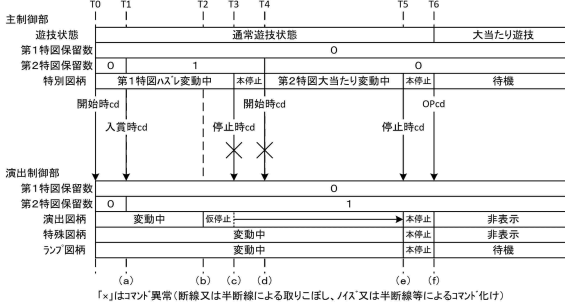 T0 T1 T2 T3 T4 T5 T6
主制御部
遊技状態 通常遊技状態 大当たり遊技
第1特図保留数 0
第2特図保留数 0 1 0
特別図柄 第1特図ハズレ変動中 本停止 第2特図大当たり変動中 本停止 待機
開始時cd 開始時cd OPcd
入賞時cd 停止時cd 停止時cd
演出制御部
第1特図保留数 0
第2特図保留数 0 1
演出図柄 変動中 仮停止 本停止 非表示
特殊図柄 変動中 本停止 非表示
ランプ図柄 変動中 本停止 待機
(a) (b) (c) (d) (e) (f)
「×」はコマンド異常(断線又は半断線による取りこぼし、ノイズ又は半断線等によるコマンド化け)